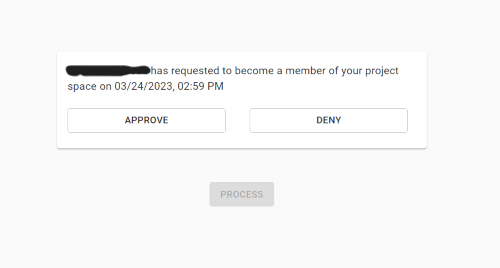 has requested to become a member of your project
space on 03/24/2023, 02:59 PM
APPROVE
DENY
PROCESS